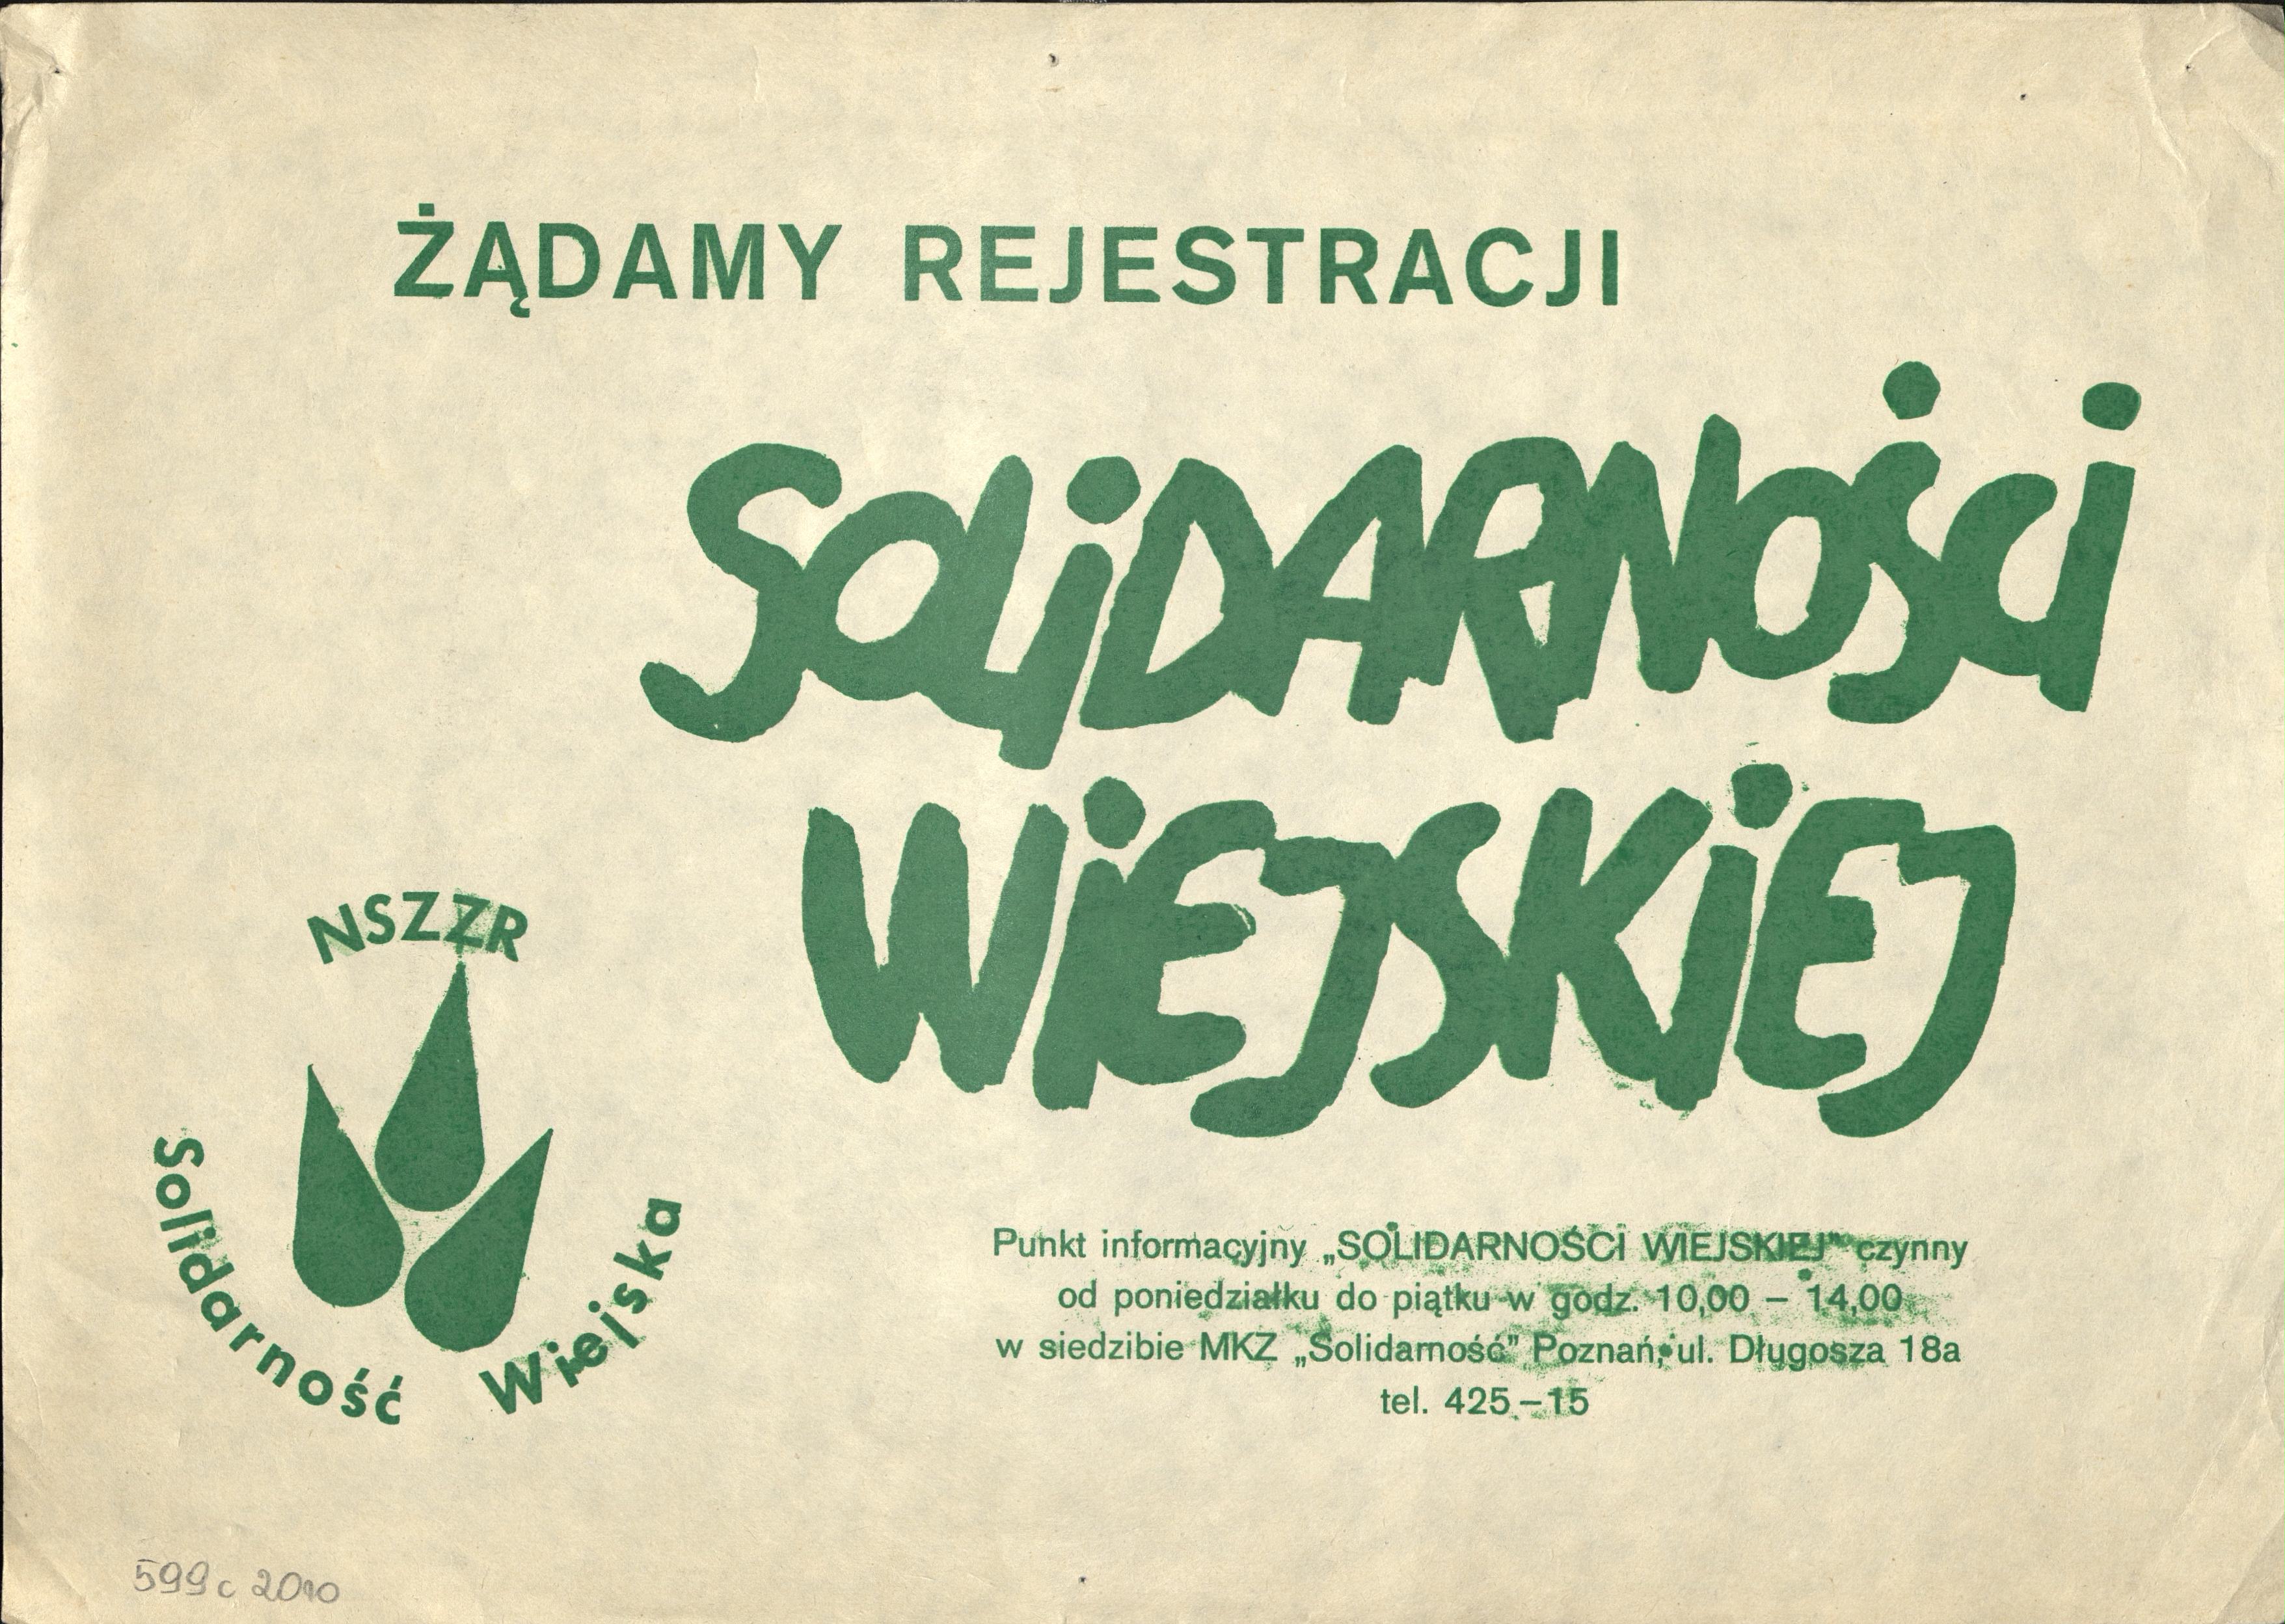 ŻĄDAMY REJESTRACJI
SOLiDARNOŚCi
WiEJSKiEJ
NSZZR
Solidarność Wiejska
Punkt informacyjny „SOLIDARNOŚCI WIEJSKIEJ” czynny
od poniedziałku do piątku w godz. 10,00 – 14,00
w siedzibie MKZ „Solidarność” Poznań, ul. Długosza 18a
tel. 425–15
599 c 2010